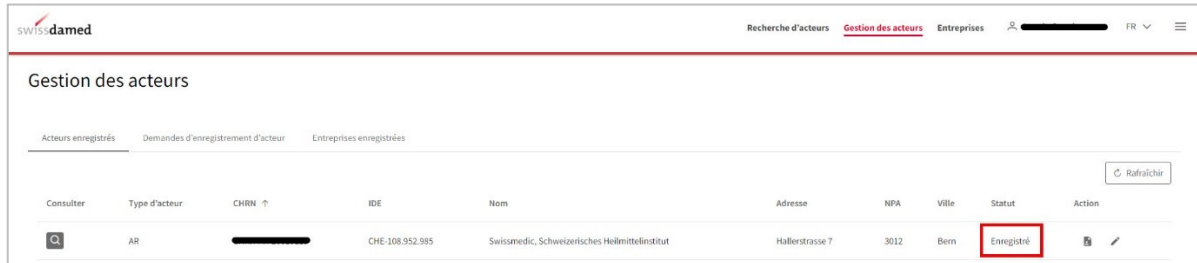 swissdamed Recherche d'acteurs Gestion des acteurs Entreprises FR
Gestion des acteurs
Acteurs enregistrés Demandes d'enregistrement d'acteur Entreprises enregistrées
Rafraîchir
Consulter Type d'acteur CHRN ↑ IDE Nom Adresse NPA Ville Statut Action
AR CHE-108.952.985 Swissmedic, Schweizerisches Heilmittelinstitut Hallerstrasse 7 3012 Bern Enregistré